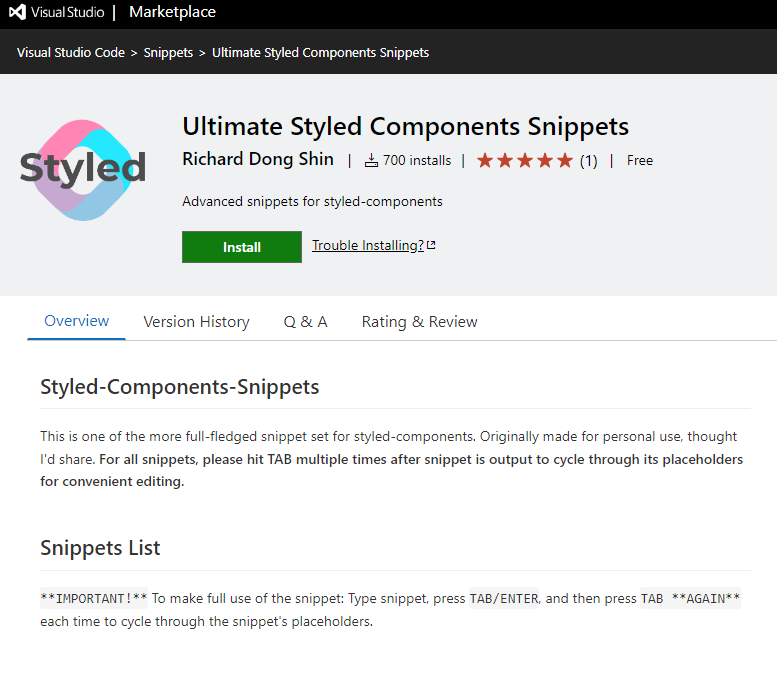 Visual Studio | Marketplace
Visual Studio Code > Snippets > Ultimate Styled Components Snippets
Styled
Ultimate Styled Components Snippets
Richard Dong Shin | 700 installs | (1) | Free
Advanced snippets for styled-components
Install Trouble Installing?
Overview Version History Q & A Rating & Review
Styled-Components-Snippets
This is one of the more full-fledged snippet set for styled-components. Originally made for personal use, thought
I'd share. For all snippets, please hit TAB multiple times after snippet is output to cycle through its placeholders
for convenient editing.
Snippets List
**IMPORTANT!** To make full use of the snippet: Type snippet, press TAB/ENTER, and then press TAB **AGAIN**
each time to cycle through the snippet's placeholders.